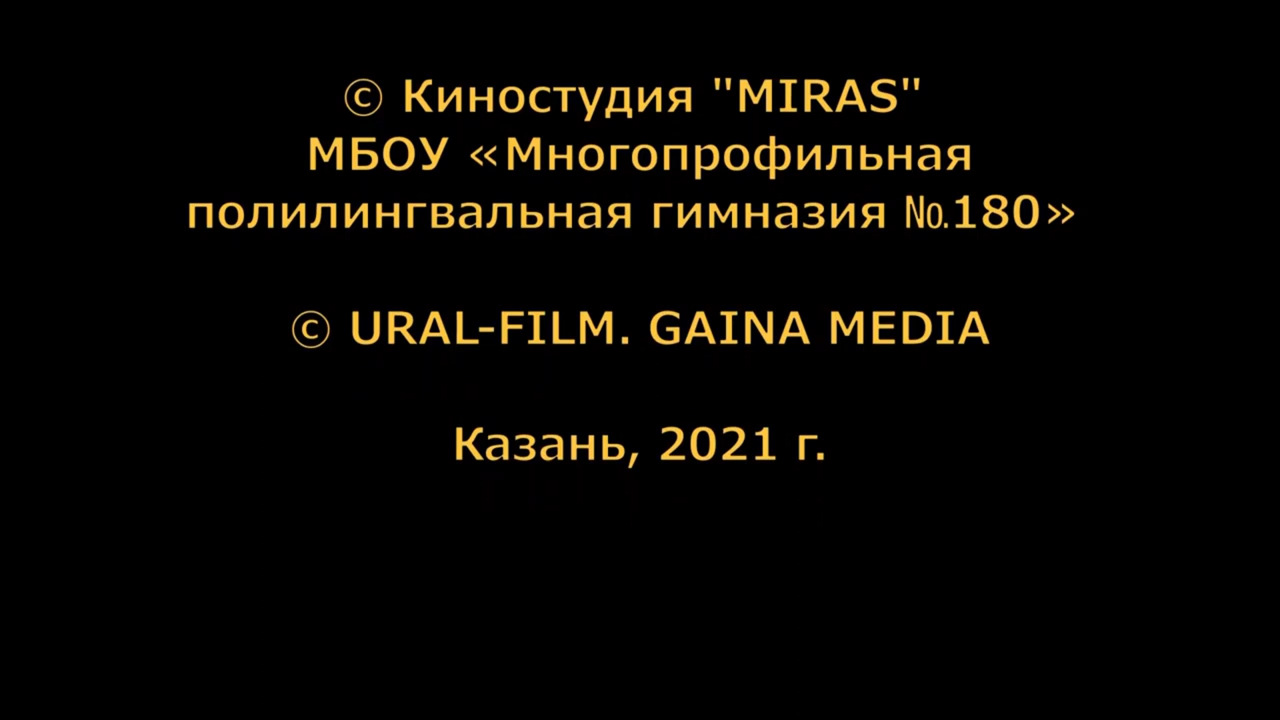 © Киностудия "MIRAS"
МБОУ «Многопрофильная
полилингвальная гимназия №180»
© URAL-FILM. GAINA MEDIA
Казань, 2021 г.